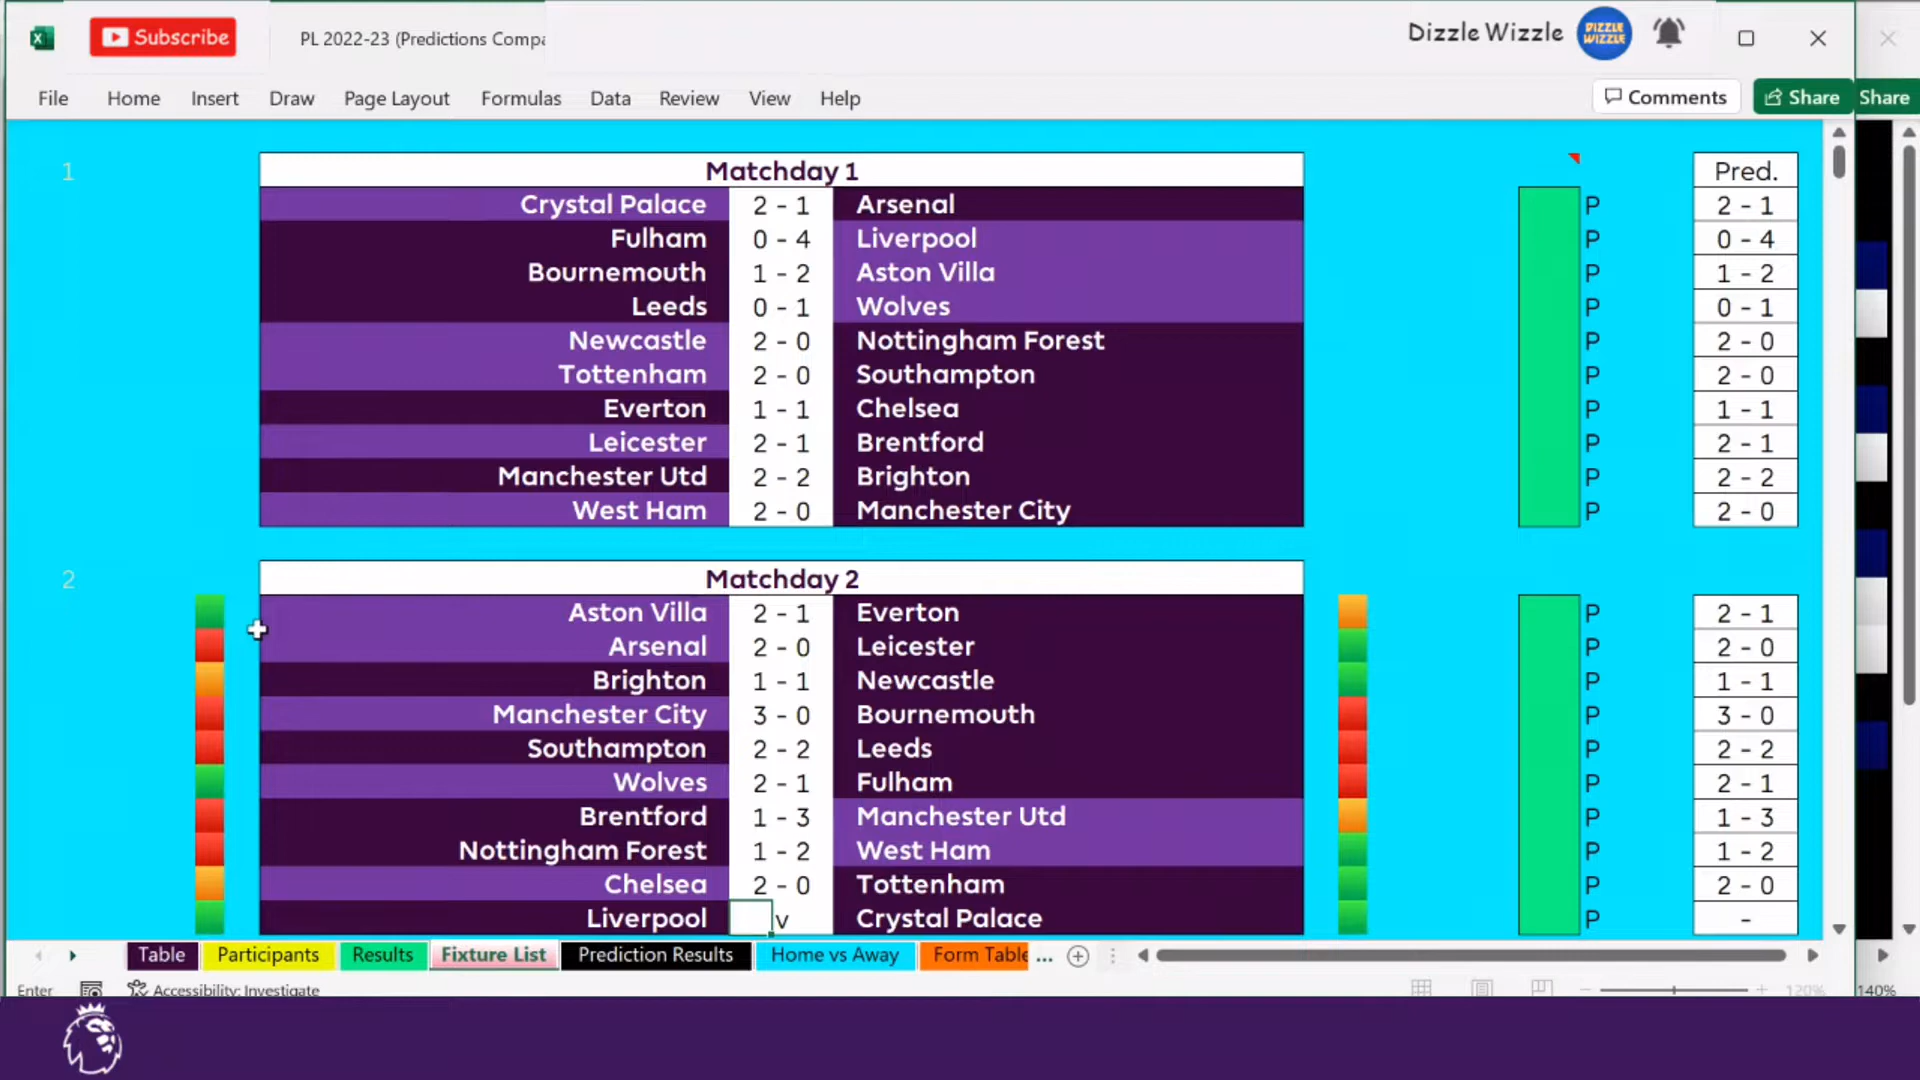 Subscribe
PL 2022-23 (Predictions Compa
Dizzle Wizzle
DIZZLE
WIZZLE
File Home Insert Draw Page Layout Formulas Data Review View Help
Comments Share Share
1 Matchday 1 Pred.
Crystal Palace 2 - 1 Arsenal P 2 - 1
Fulham 0 - 4 Liverpool P 0 - 4
Bournemouth 1 - 2 Aston Villa P 1 - 2
Leeds 0 - 1 Wolves P 0 - 1
Newcastle 2 - 0 Nottingham Forest P 2 - 0
Tottenham 2 - 0 Southampton P 2 - 0
Everton 1 - 1 Chelsea P 1 - 1
Leicester 2 - 1 Brentford P 2 - 1
Manchester Utd 2 - 2 Brighton P 2 - 2
West Ham 2 - 0 Manchester City P 2 - 0
2 Matchday 2
Aston Villa 2 - 1 Everton P 2 - 1
Arsenal 2 - 0 Leicester P 2 - 0
Brighton 1 - 1 Newcastle P 1 - 1
Manchester City 3 - 0 Bournemouth P 3 - 0
Southampton 2 - 2 Leeds P 2 - 2
Wolves 2 - 1 Fulham P 2 - 1
Brentford 1 - 3 Manchester Utd P 1 - 3
Nottingham Forest 1 - 2 West Ham P 1 - 2
Chelsea 2 - 0 Tottenham P 2 - 0
Liverpool v Crystal Palace P -
Table Participants Results Fixture List Prediction Results Home vs Away Form Table ...
Enter Accessibility: Investigate 120% 140%